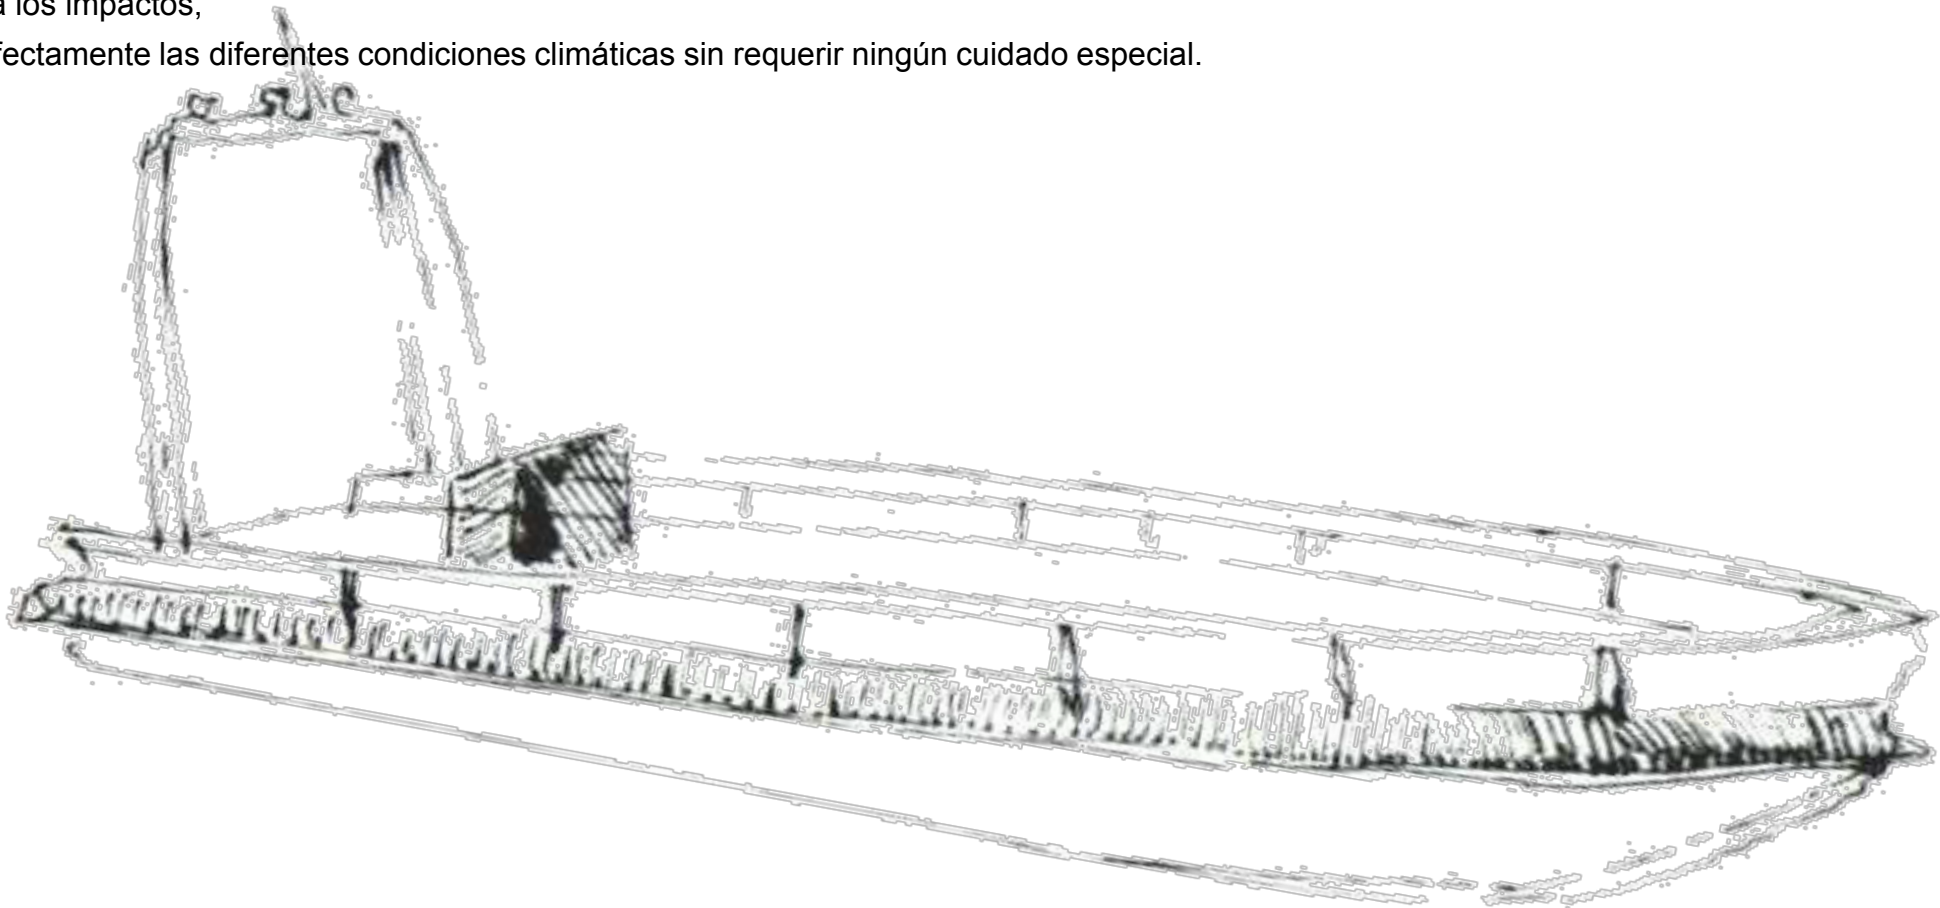 a los impactos,
fectamente las diferentes condiciones climáticas sin requerir ningún cuidado especial.